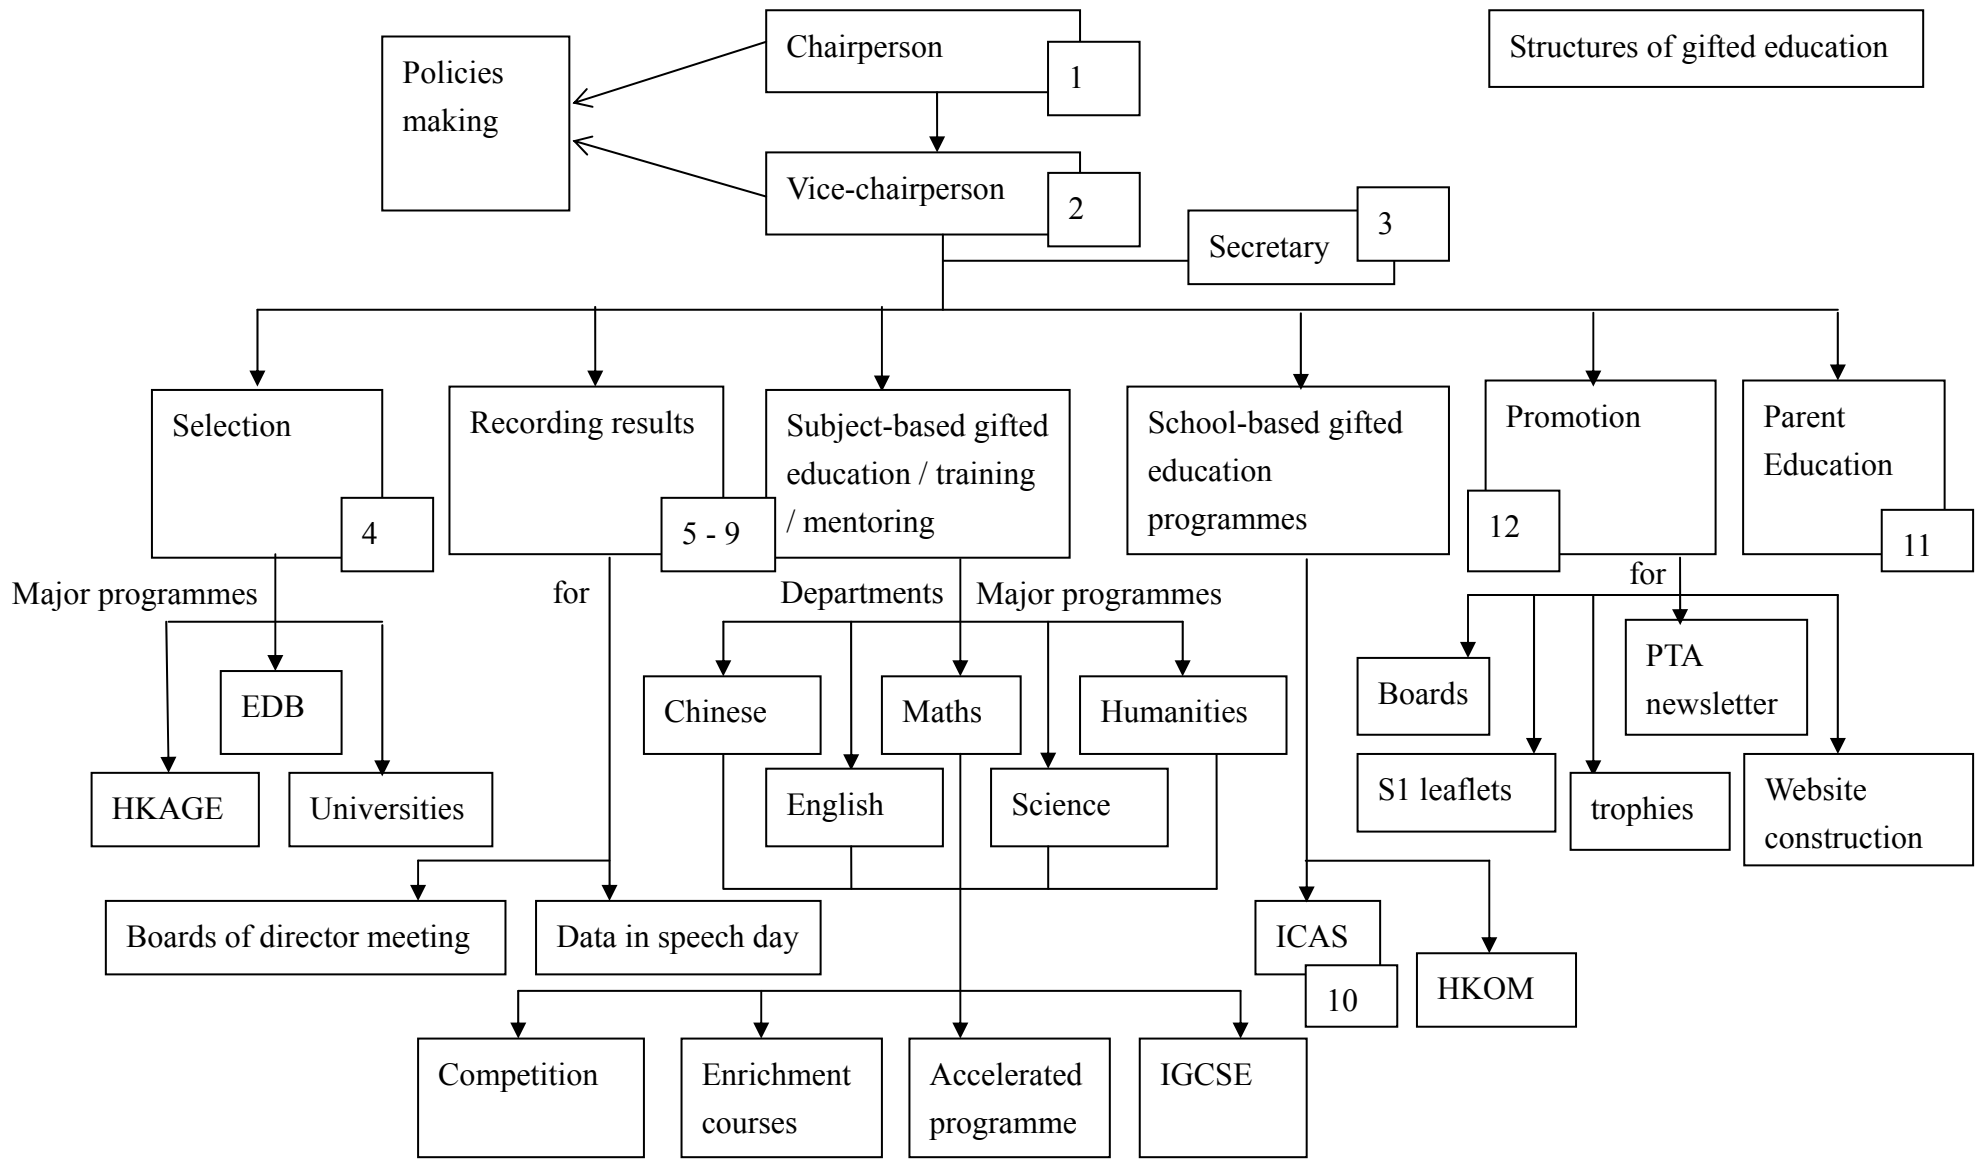 Chairperson
1
Structures of gifted education
Policies
making
Vice-chairperson
2
3
Secretary
Selection
4
Recording results
5 - 9
Subject-based gifted
education / training
/ mentoring
School-based gifted
education
programmes
Promotion
12
Parent
Education
11
Major programmes
for
Departments
Major programmes
for
EDB
HKAGE
Universities
Chinese
Maths
Humanities
English
Science
Boards
PTA
newsletter
S1 leaflets
trophies
Website
construction
Boards of director meeting
Data in speech day
ICAS
10
HKOM
Competition
Enrichment
courses
Accelerated
programme
IGCSE